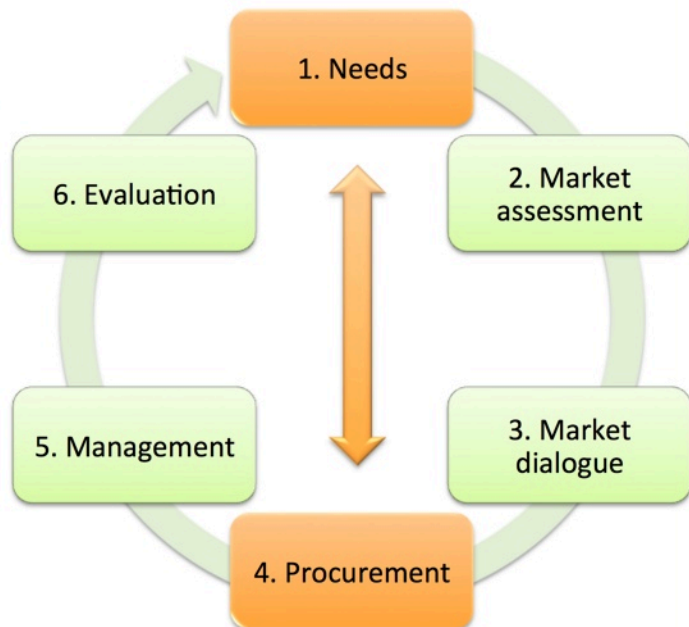 1. Needs
2. Market
assessment
3. Market
dialogue
4. Procurement
5. Management
6. Evaluation